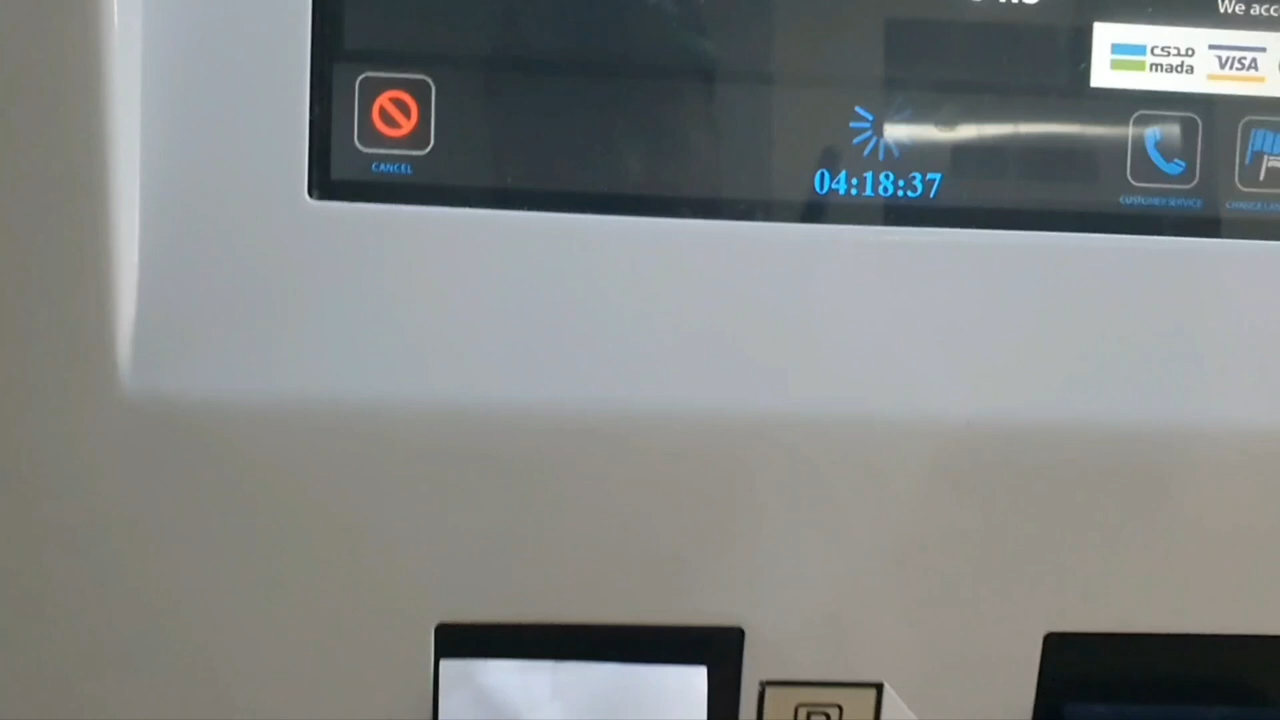 We acc
مدى
mada
VISA
CANCEL
04:18:37
CUSTOMER SERVICE